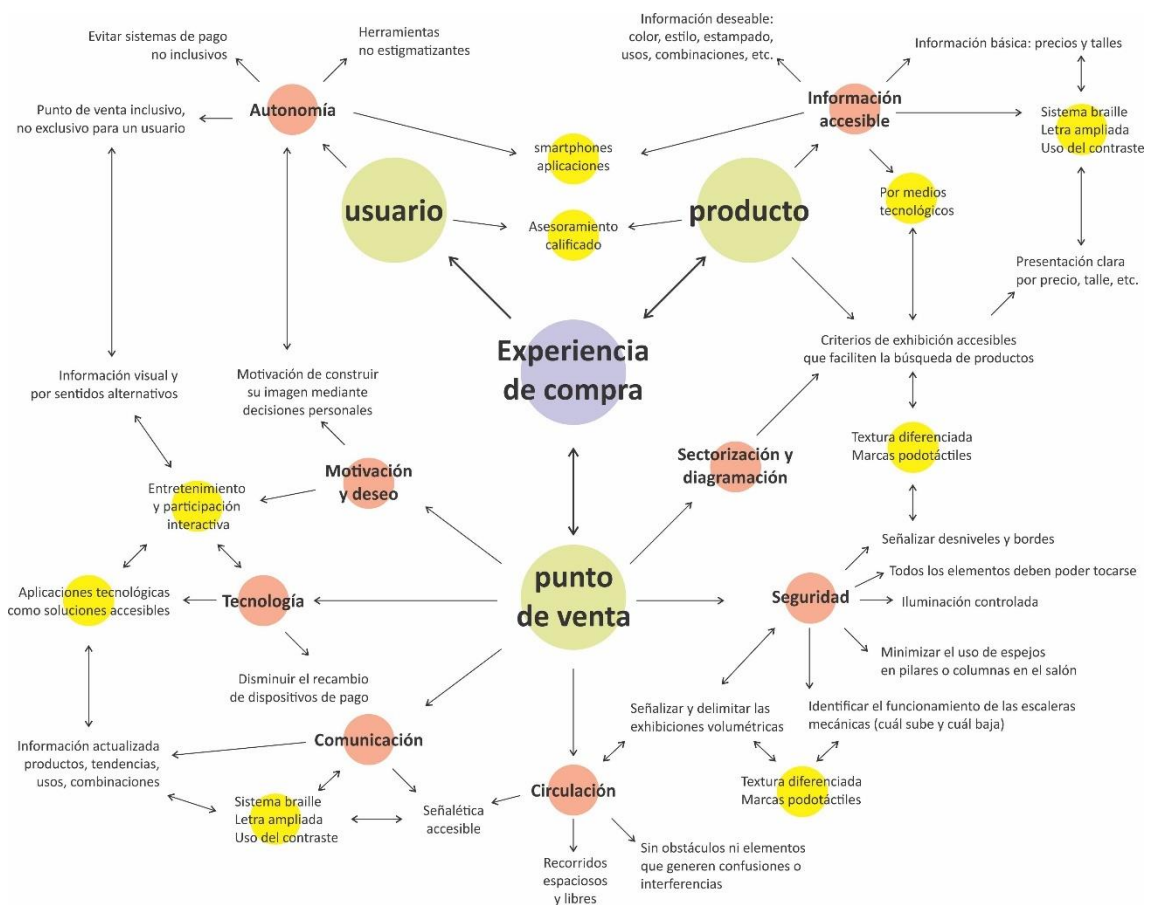 Evitar sistemas de pago
no inclusivos
Herramientas
no estigmatizantes
Información deseable:
color, estilo, estampado,
usos, combinaciones, etc.
Información básica: precios y talles
Punto de venta inclusivo,
no exclusivo para un usuario
Autonomía
Información
accesible
Sistema braille
Letra ampliada
Uso del contraste
smartphones
aplicaciones
Por medios
tecnológicos
usuario
producto
Asesoramiento
calificado
Presentación clara
por precio, talle, etc.
Experiencia
de compra
Criterios de exhibición accesibles
que faciliten la búsqueda de productos
Información visual y
por sentidos alternativos
Motivación de construir
su imagen mediante
decisiones personales
Textura diferenciada
Marcas podotáctiles
Sectorización y
diagramación
Motivación
y deseo
Entretenimiento
y participación
interactiva
Señalizar desniveles y bordes
Todos los elementos deben poder tocarse
punto
de venta
Seguridad
Iluminación controlada
Aplicaciones tecnológicas
como soluciones accesibles
Tecnología
Minimizar el uso de espejos
en pilares o columnas en el salón
Disminuir el recambio
de dispositivos de pago
Señalizar y delimitar las
exhibiciones volumétricas
Identificar el funcionamiento de las escaleras
mecánicas (cuál sube y cuál baja)
Información actualizada
productos, tendencias,
usos, combinaciones
Comunicación
Textura diferenciada
Marcas podotáctiles
Circulación
Sistema braille
Letra ampliada
Uso del contraste
Señalética
accesible
Recorridos
espaciosos
y libres
Sin obstáculos ni elementos
que generen confusiones o
interferencias